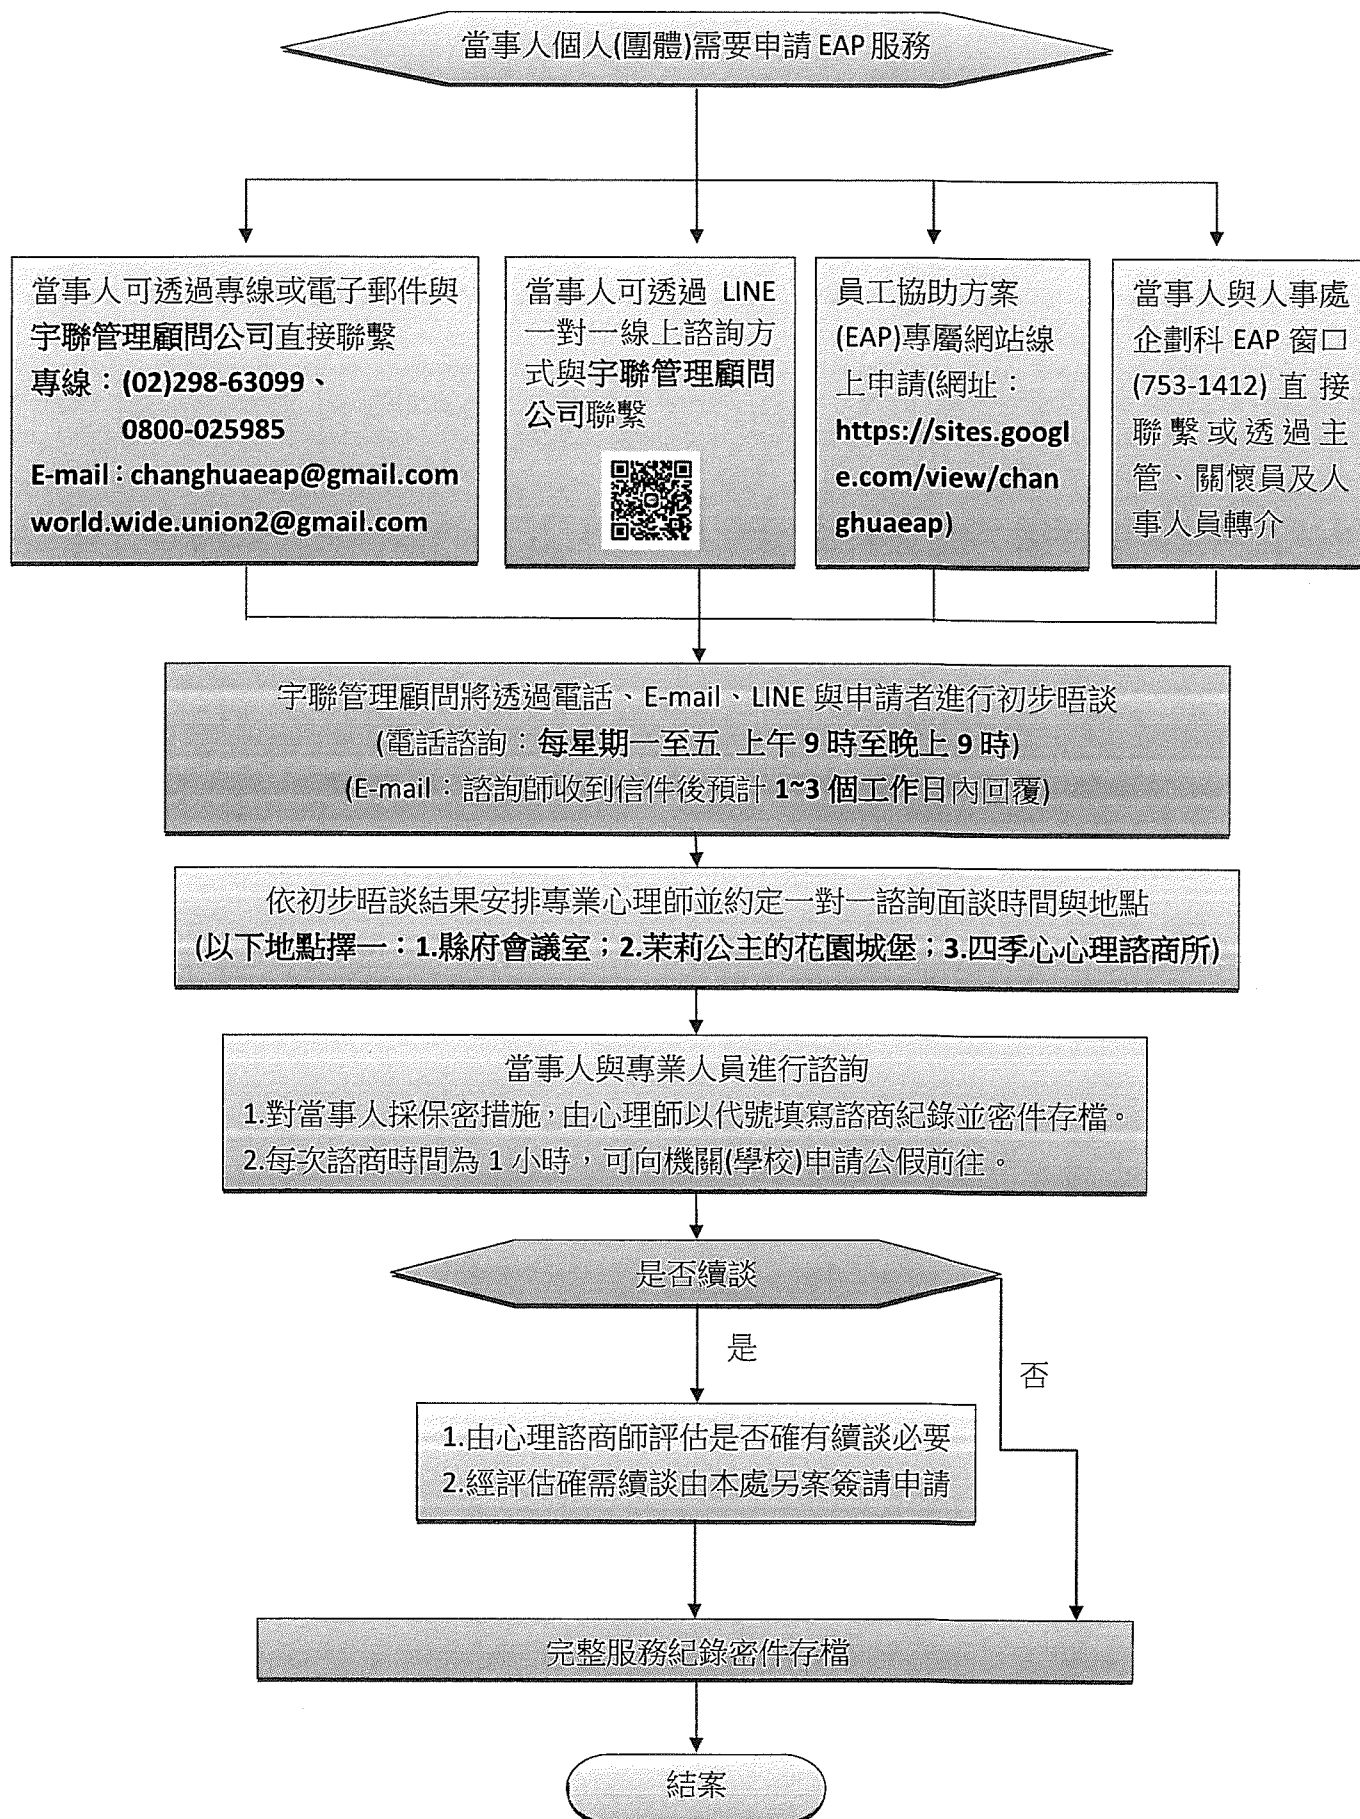 當事人個人(團體)需要申請 EAP 服務
當事人可透過專線或電子郵件與
宇聯管理顧問公司直接聯繫
專線：(02)298-63099、
0800-025985
E-mail：changhuaeap@gmail.com
world.wide.union2@gmail.com
當事人可透過 LINE
一對一線上諮詢方
式與宇聯管理顧問
公司聯繫
員工協助方案
(EAP)專屬網站線
上申請(網址：
https://sites.googl
e.com/view/chan
ghuaeap)
當事人與人事處
企劃科 EAP 窗口
(753-1412) 直接
聯繫或透過主
管、關懷員及人
事人員轉介
宇聯管理顧問將透過電話、E-mail、LINE 與申請者進行初步晤談
(電話諮詢：每星期一至五 上午 9 時至晚上 9 時)
(E-mail：諮詢師收到信件後預計 1~3 個工作日內回覆)
依初步晤談結果安排專業心理師並約定一對一諮詢面談時間與地點
(以下地點擇一：1.縣府會議室；2.茉莉公主的花園城堡；3.四季心心理諮商所)
當事人與專業人員進行諮詢
1.對當事人採保密措施，由心理師以代號填寫諮商紀錄並密件存檔。
2.每次諮商時間為 1 小時，可向機關(學校)申請公假前往。
是否續談
是
否
1.由心理諮商師評估是否確有續談必要
2.經評估確需續談由本處另案簽請申請
完整服務紀錄密件存檔
結案